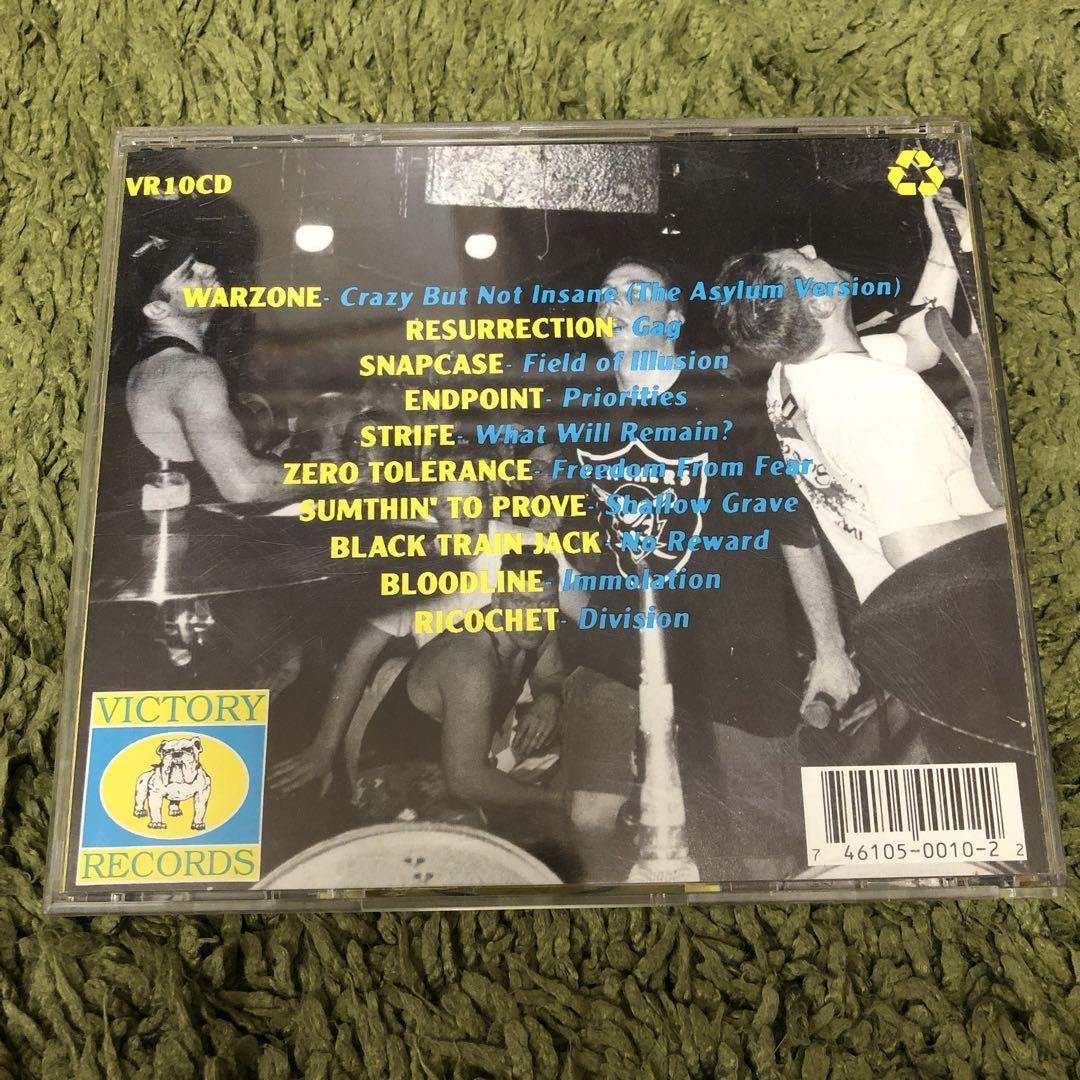 VR10CD
WARZONE- Crazy But Not Insane (The Asylum Version)
RESURRECTION- Gag
SNAPCASE- Field of Illusion
ENDPOINT- Priorities
STRIFE- What Will Remain?
ZERO TOLERANCE- Freedom From Fear
SUMTHIN' TO PROVE- Shallow Grave
BLACK TRAIN JACK- No Reward
BLOODLINE- Immolation
RICOCHET- Division
VICTORY
RECORDS
7 46105-0010-2 2